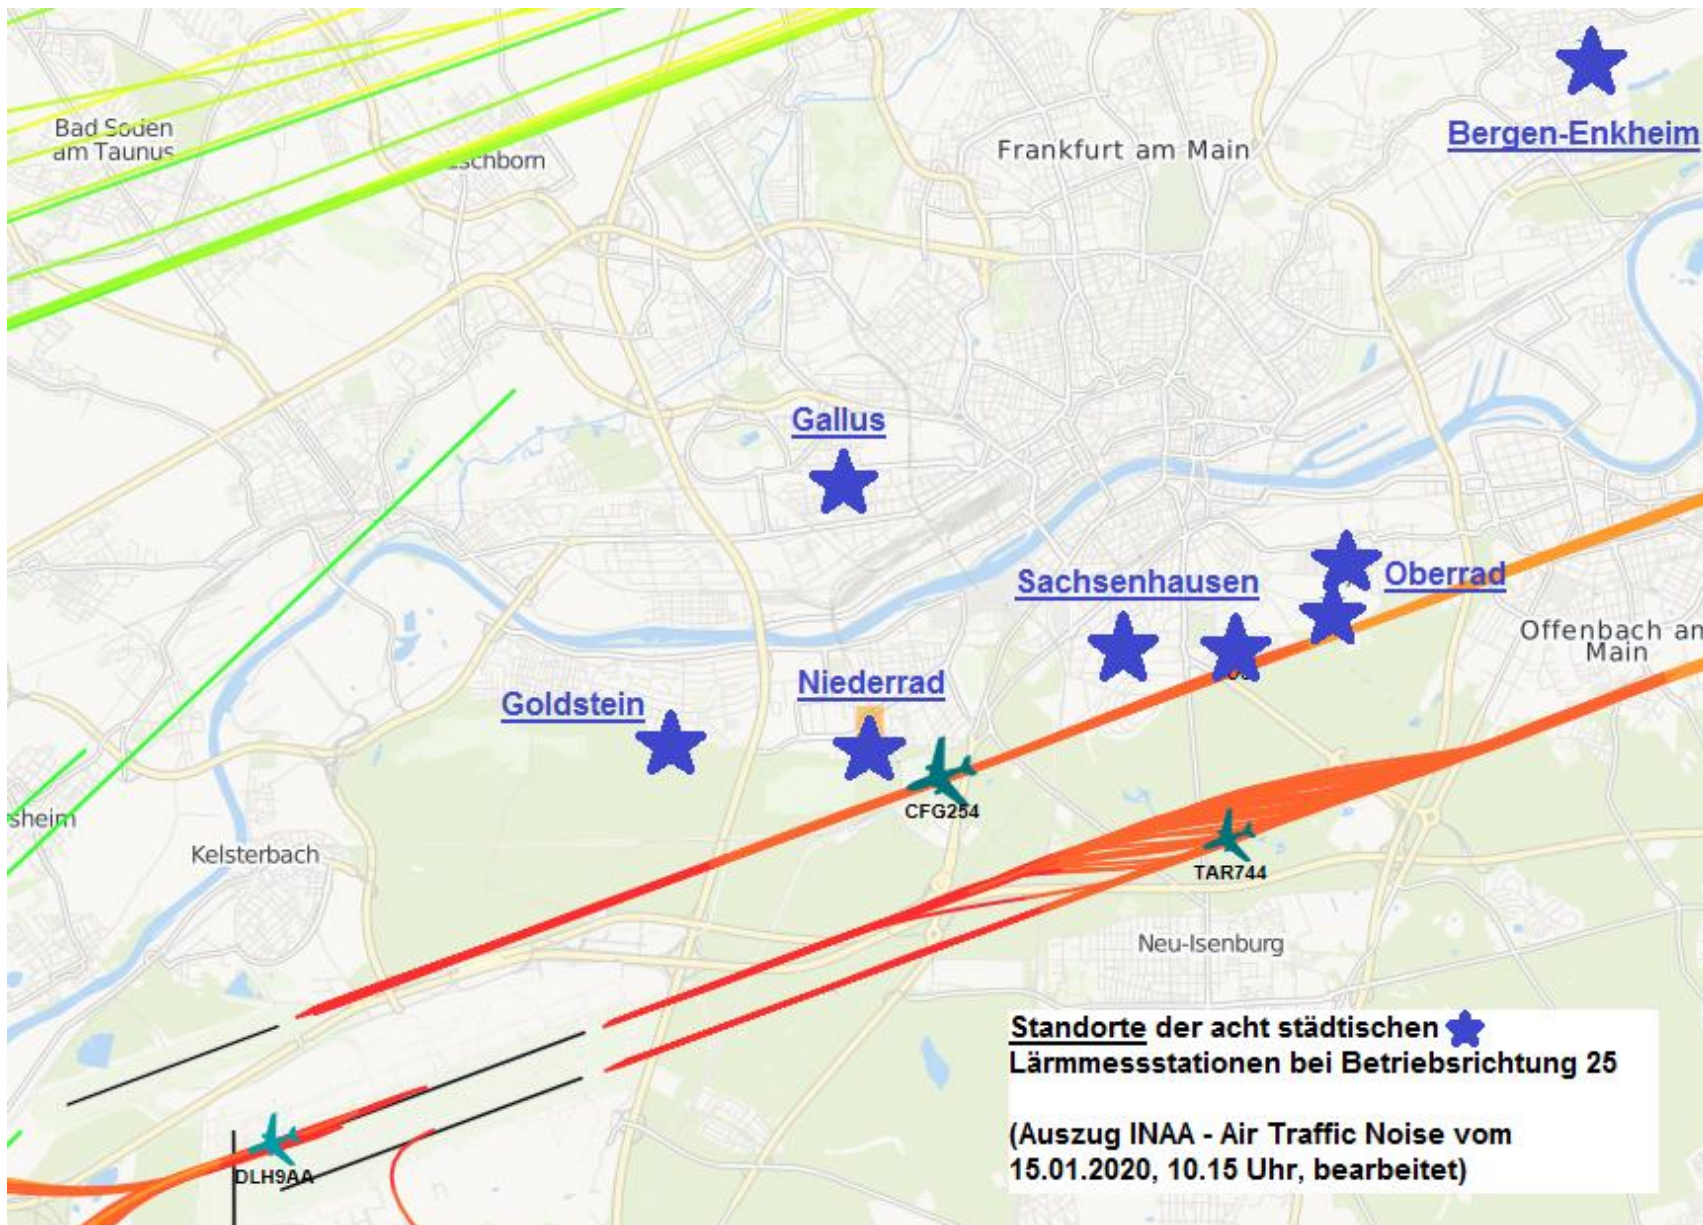 Bergen-Enkheim
Bad Soden
am Taunus
Frankfurt am Main
Eschborn
Gallus
Sachsenhausen
Oberrad
Offenbach am
Main
Niederrad
Goldstein
CFG254
rsheim
Kelsterbach
TAR744
Neu-Isenburg
Standorte der acht städtischen
Lärmmessstationen bei Betriebsrichtung 25
(Auszug INAA - Air Traffic Noise vom
15.01.2020, 10.15 Uhr, bearbeitet)
DLH9AA